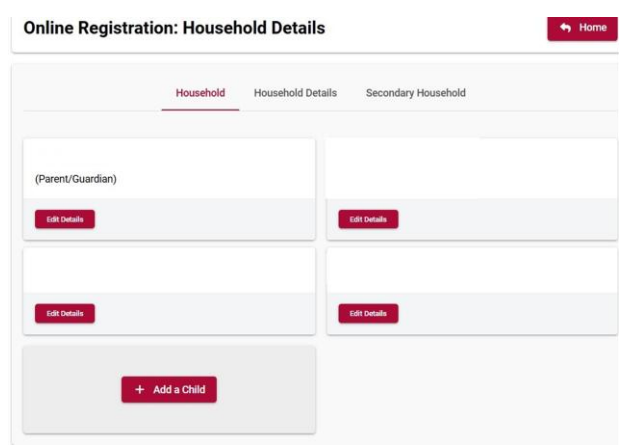 Online Registration: Household Details
Home
Household Household Details Secondary Household
(Parent/Guardian)
Edit Details Edit Details
Edit Details Edit Details
+ Add a Child